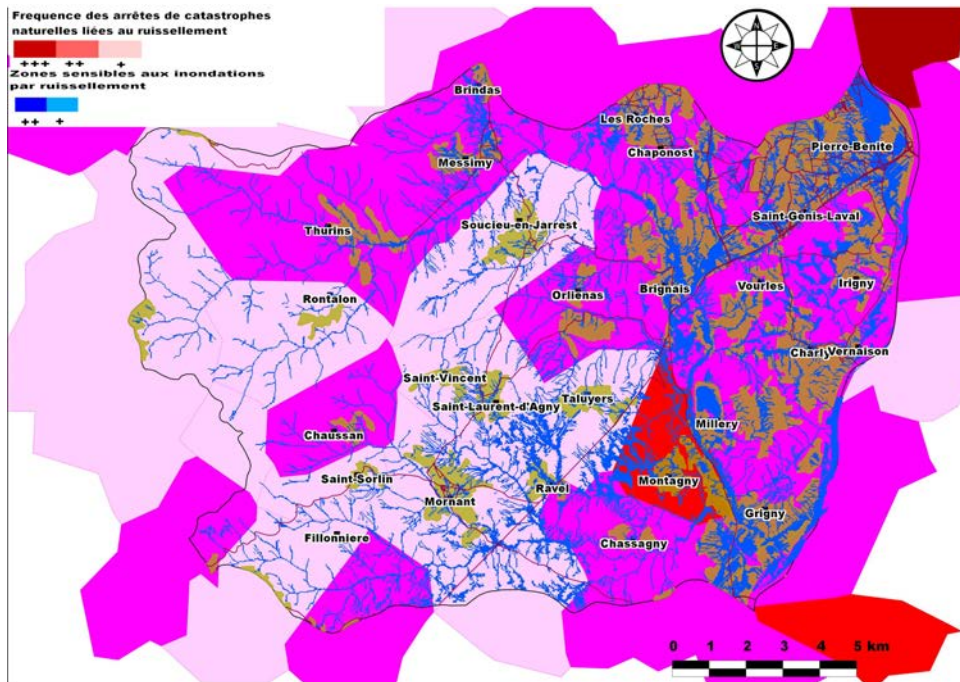 Frequence des arrêtes de catastrophes
naturelles liées au ruissellement
+++ ++ +
Zones sensibles aux inondations
par ruissellement
++ +
N
E
S
W
Brindas
Les Roches
Messimy
Chaponost
Pierre-Bénite
Thurins
Soucieu-en-Jarrest
Saint-Genis-Laval
Rontalon
Orlienas
Brignais
Vourles
Irigny
Charly
Vernaison
Saint-Vincent
Saint-Laurent-d'Agny
Taluyers
Chaussan
Millery
Saint-Sorlin
Mornant
Ravel
Montagny
Grigny
Fillonniere
Chassagny
0 1 2 3 4 5 km